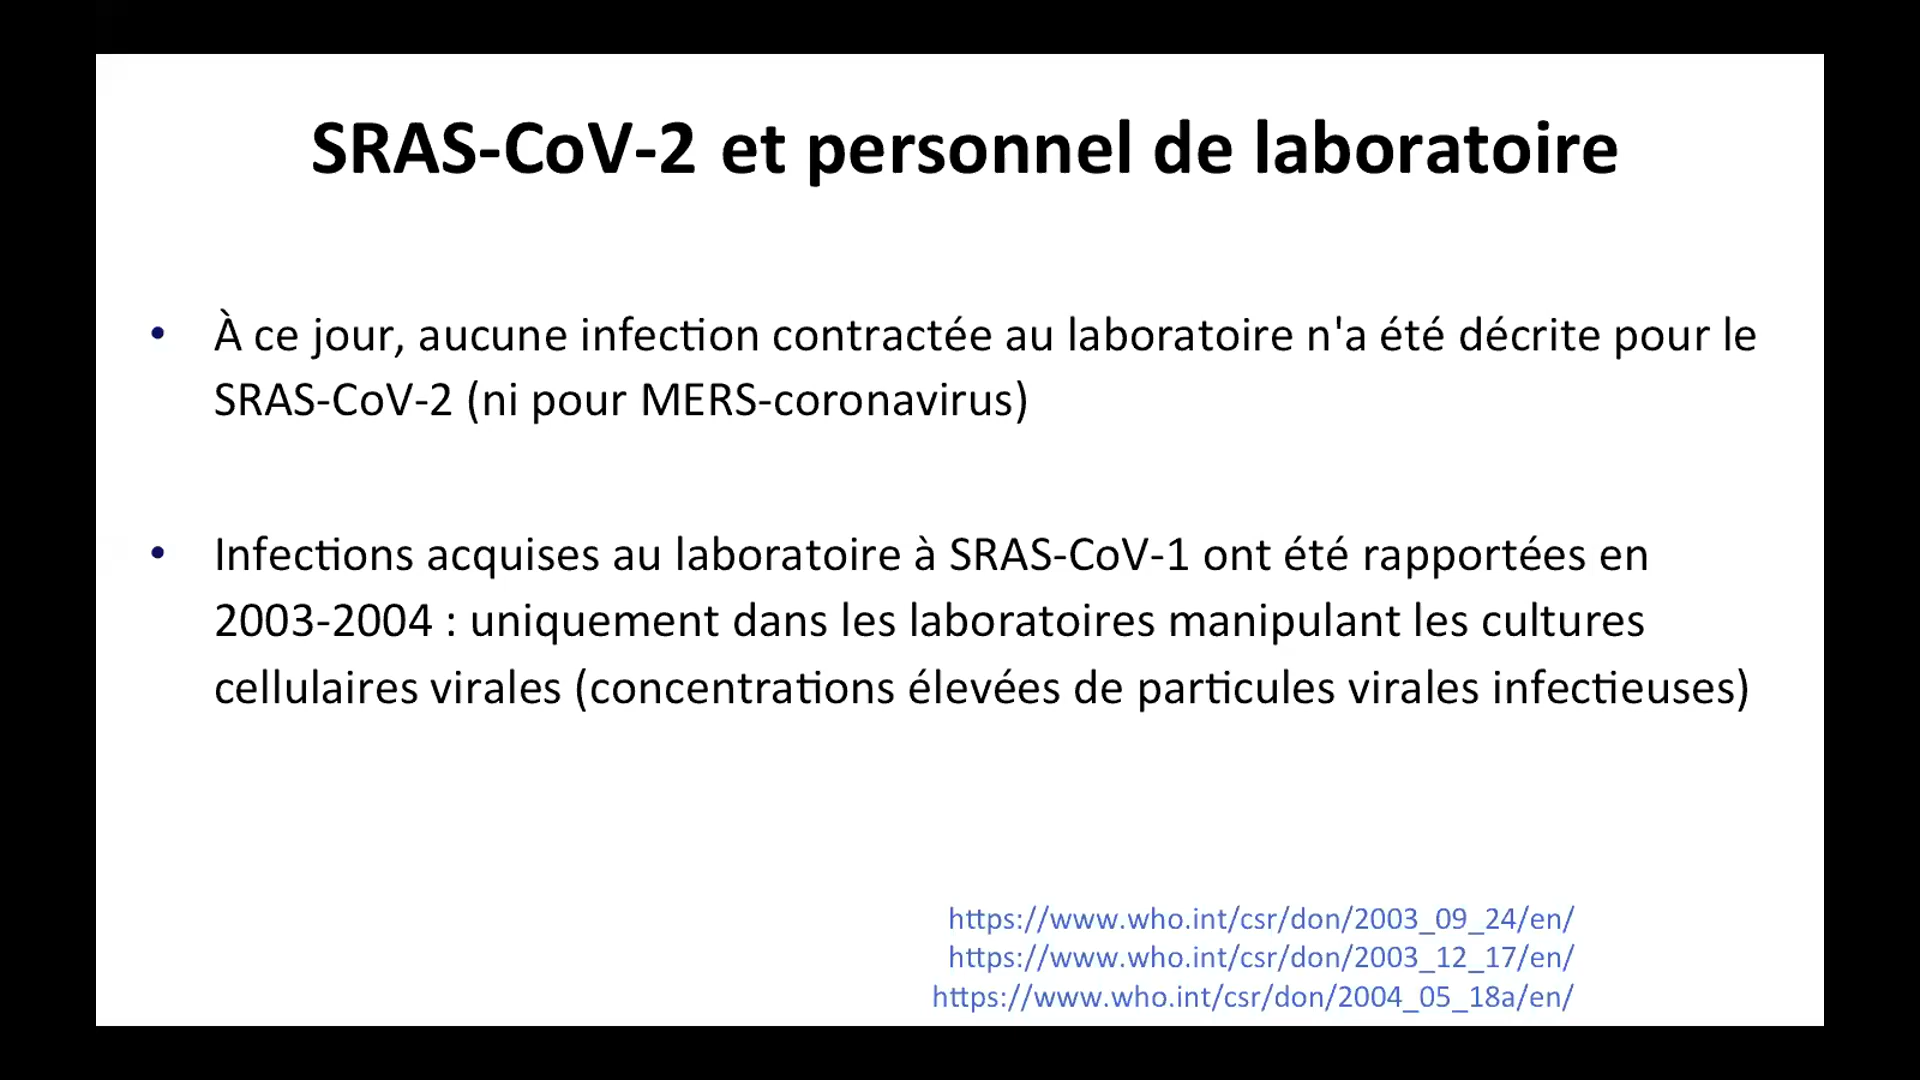 SRAS-CoV-2 et personnel de laboratoire
• À ce jour, aucune infection contractée au laboratoire n'a été décrite pour le
SRAS-CoV-2 (ni pour MERS-coronavirus)
• Infections acquises au laboratoire à SRAS-CoV-1 ont été rapportées en
2003-2004 : uniquement dans les laboratoires manipulant les cultures
cellulaires virales (concentrations élevées de particules virales infectieuses)
https://www.who.int/csr/don/2003_09_24/en/
https://www.who.int/csr/don/2003_12_17/en/
https://www.who.int/csr/don/2004_05_18a/en/